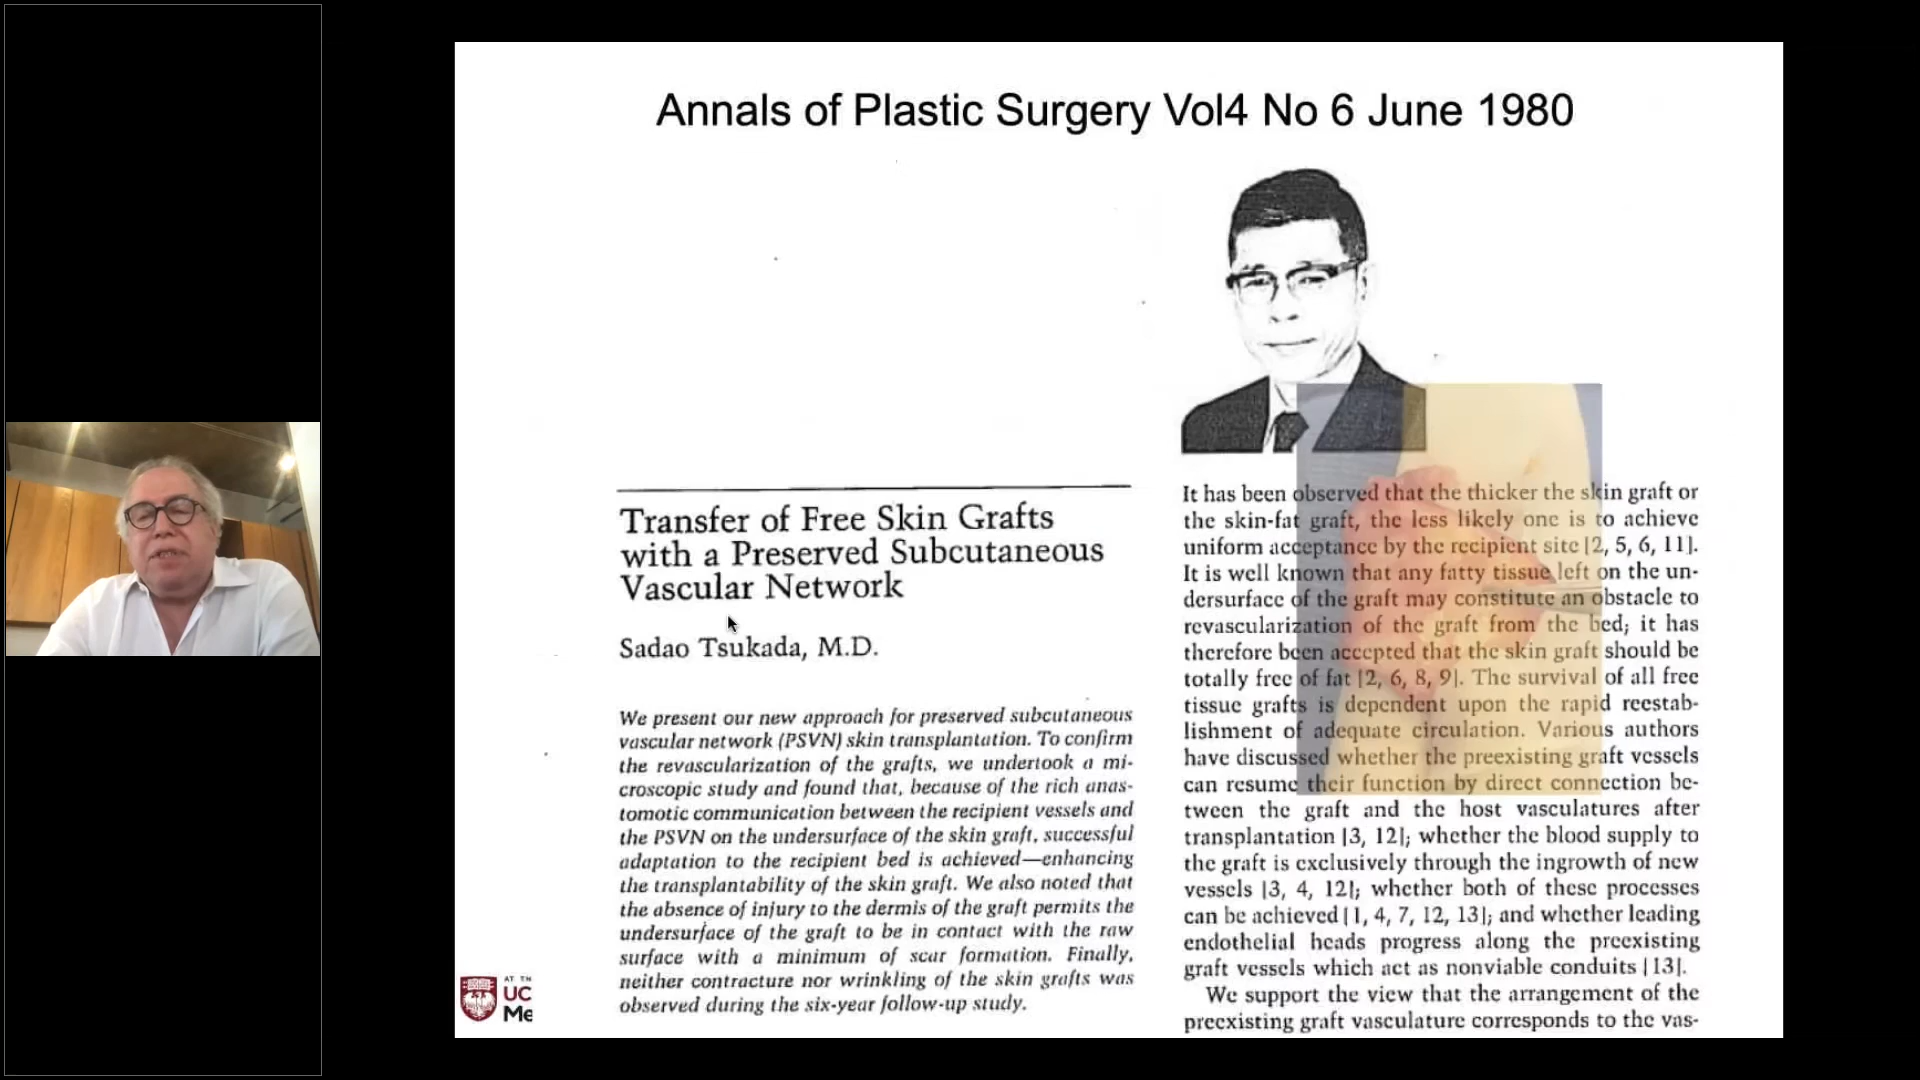 Annals of Plastic Surgery Vol4 No 6 June 1980
Transfer of Free Skin Grafts
with a Preserved Subcutaneous
Vascular Network
Sadao Tsukada, M.D.
We present our new approach for preserved subcutaneous
vascular network (PSVN) skin transplantation. To confirm
the revascularization of the grafts, we undertook a mi-
croscopic study and found that, because of the rich anas-
tomotic communication between the recipient vessels and
the PSVN on the undersurface of the skin graft, successful
adaptation to the recipient bed is achieved—enhancing
the transplantability of the skin graft. We also noted that
the absence of injury to the dermis of the graft permits the
undersurface of the graft to be in contact with the raw
surface with a minimum of scar formation. Finally,
neither contracture nor wrinkling of the skin grafts was
observed during the six-year follow-up study.
It has been observed that the thicker the skin graft or
the skin-fat graft, the less likely one is to achieve
uniform acceptance by the recipient site [2, 5, 6, 11].
It is well known that any fatty tissue left on the un-
dersurface of the graft may constitute an obstacle to
revascularization of the graft from the bed; it has
therefore been accepted that the skin graft should be
totally free of fat [2, 6, 8, 9]. The survival of all free
tissue grafts is dependent upon the rapid reestab-
lishment of adequate circulation. Various authors
have discussed whether the preexisting graft vessels
can resume their function by direct connection be-
tween the graft and the host vasculatures after
transplantation [3, 12]; whether the blood supply to
the graft is exclusively through the ingrowth of new
vessels [3, 4, 12]; whether both of these processes
can be achieved [1, 4, 7, 12, 13]; and whether leading
endothelial heads progress along the preexisting
graft vessels which act as nonviable conduits [13].
We support the view that the arrangement of the
preexisting graft vasculature corresponds to the vas-
AT TH
UC
Me